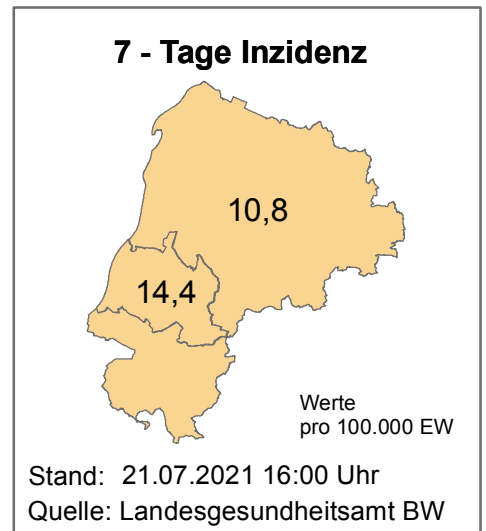 7 - Tage Inzidenz
10,8
14,4
Werte
pro 100.000 EW
Stand: 21.07.2021 16:00 Uhr
Quelle: Landesgesundheitsamt BW